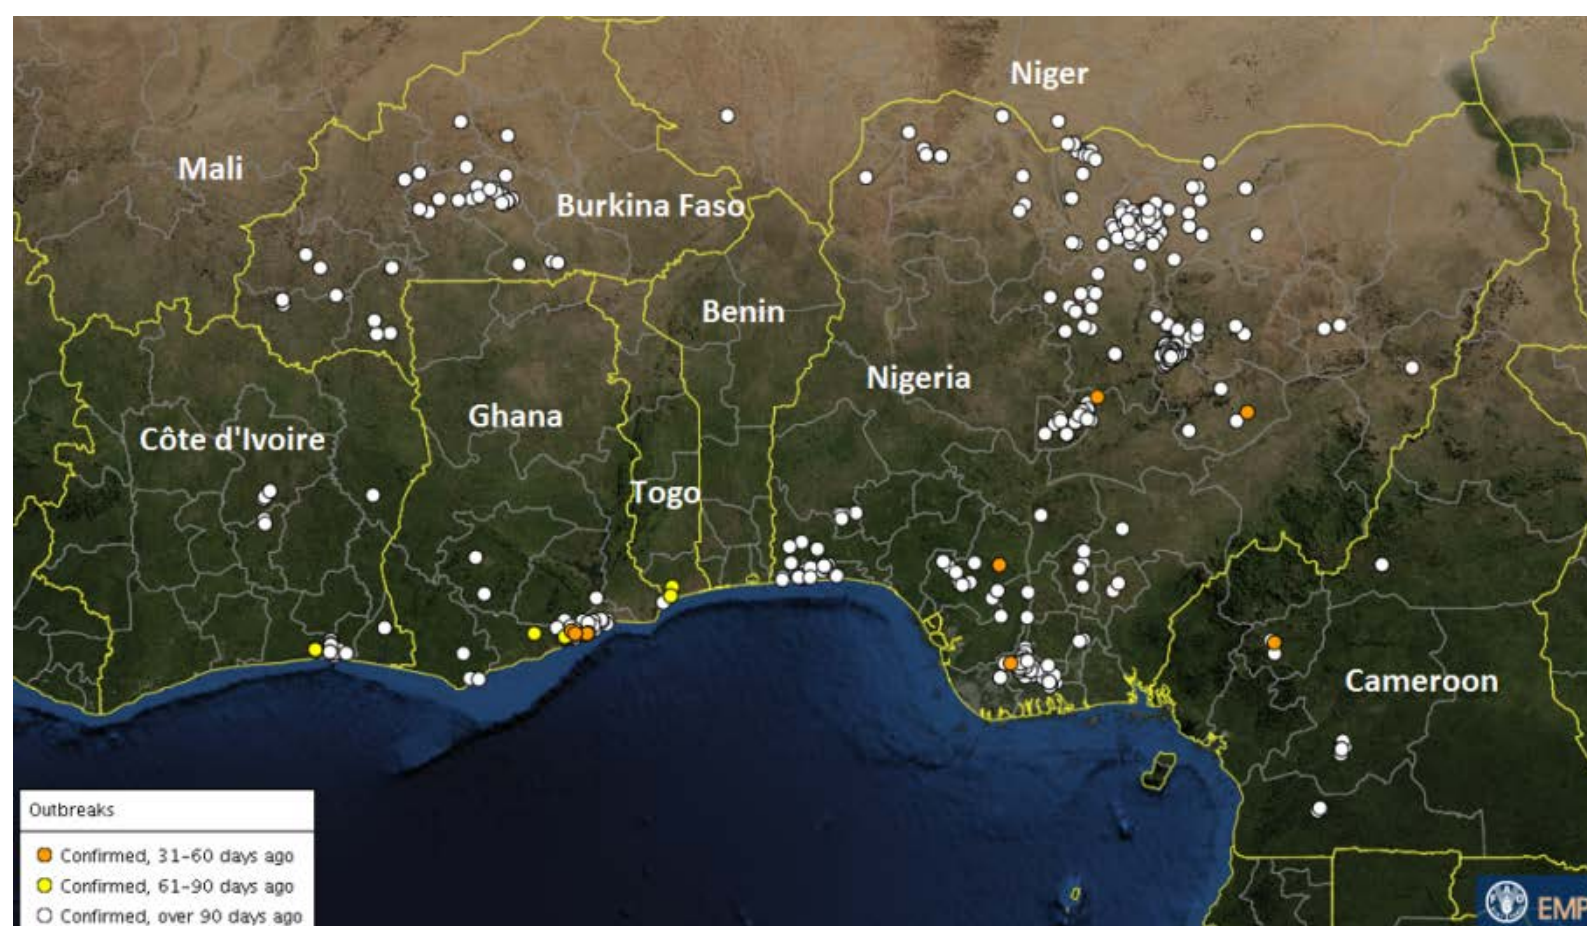 Niger
Mali
Burkina Faso
Benin
Nigeria
Ghana
Côte d'Ivoire
Togo
Cameroon
Outbreaks
Confirmed, 31-60 days ago
Confirmed, 61-90 days ago
Confirmed, over 90 days ago
EMP